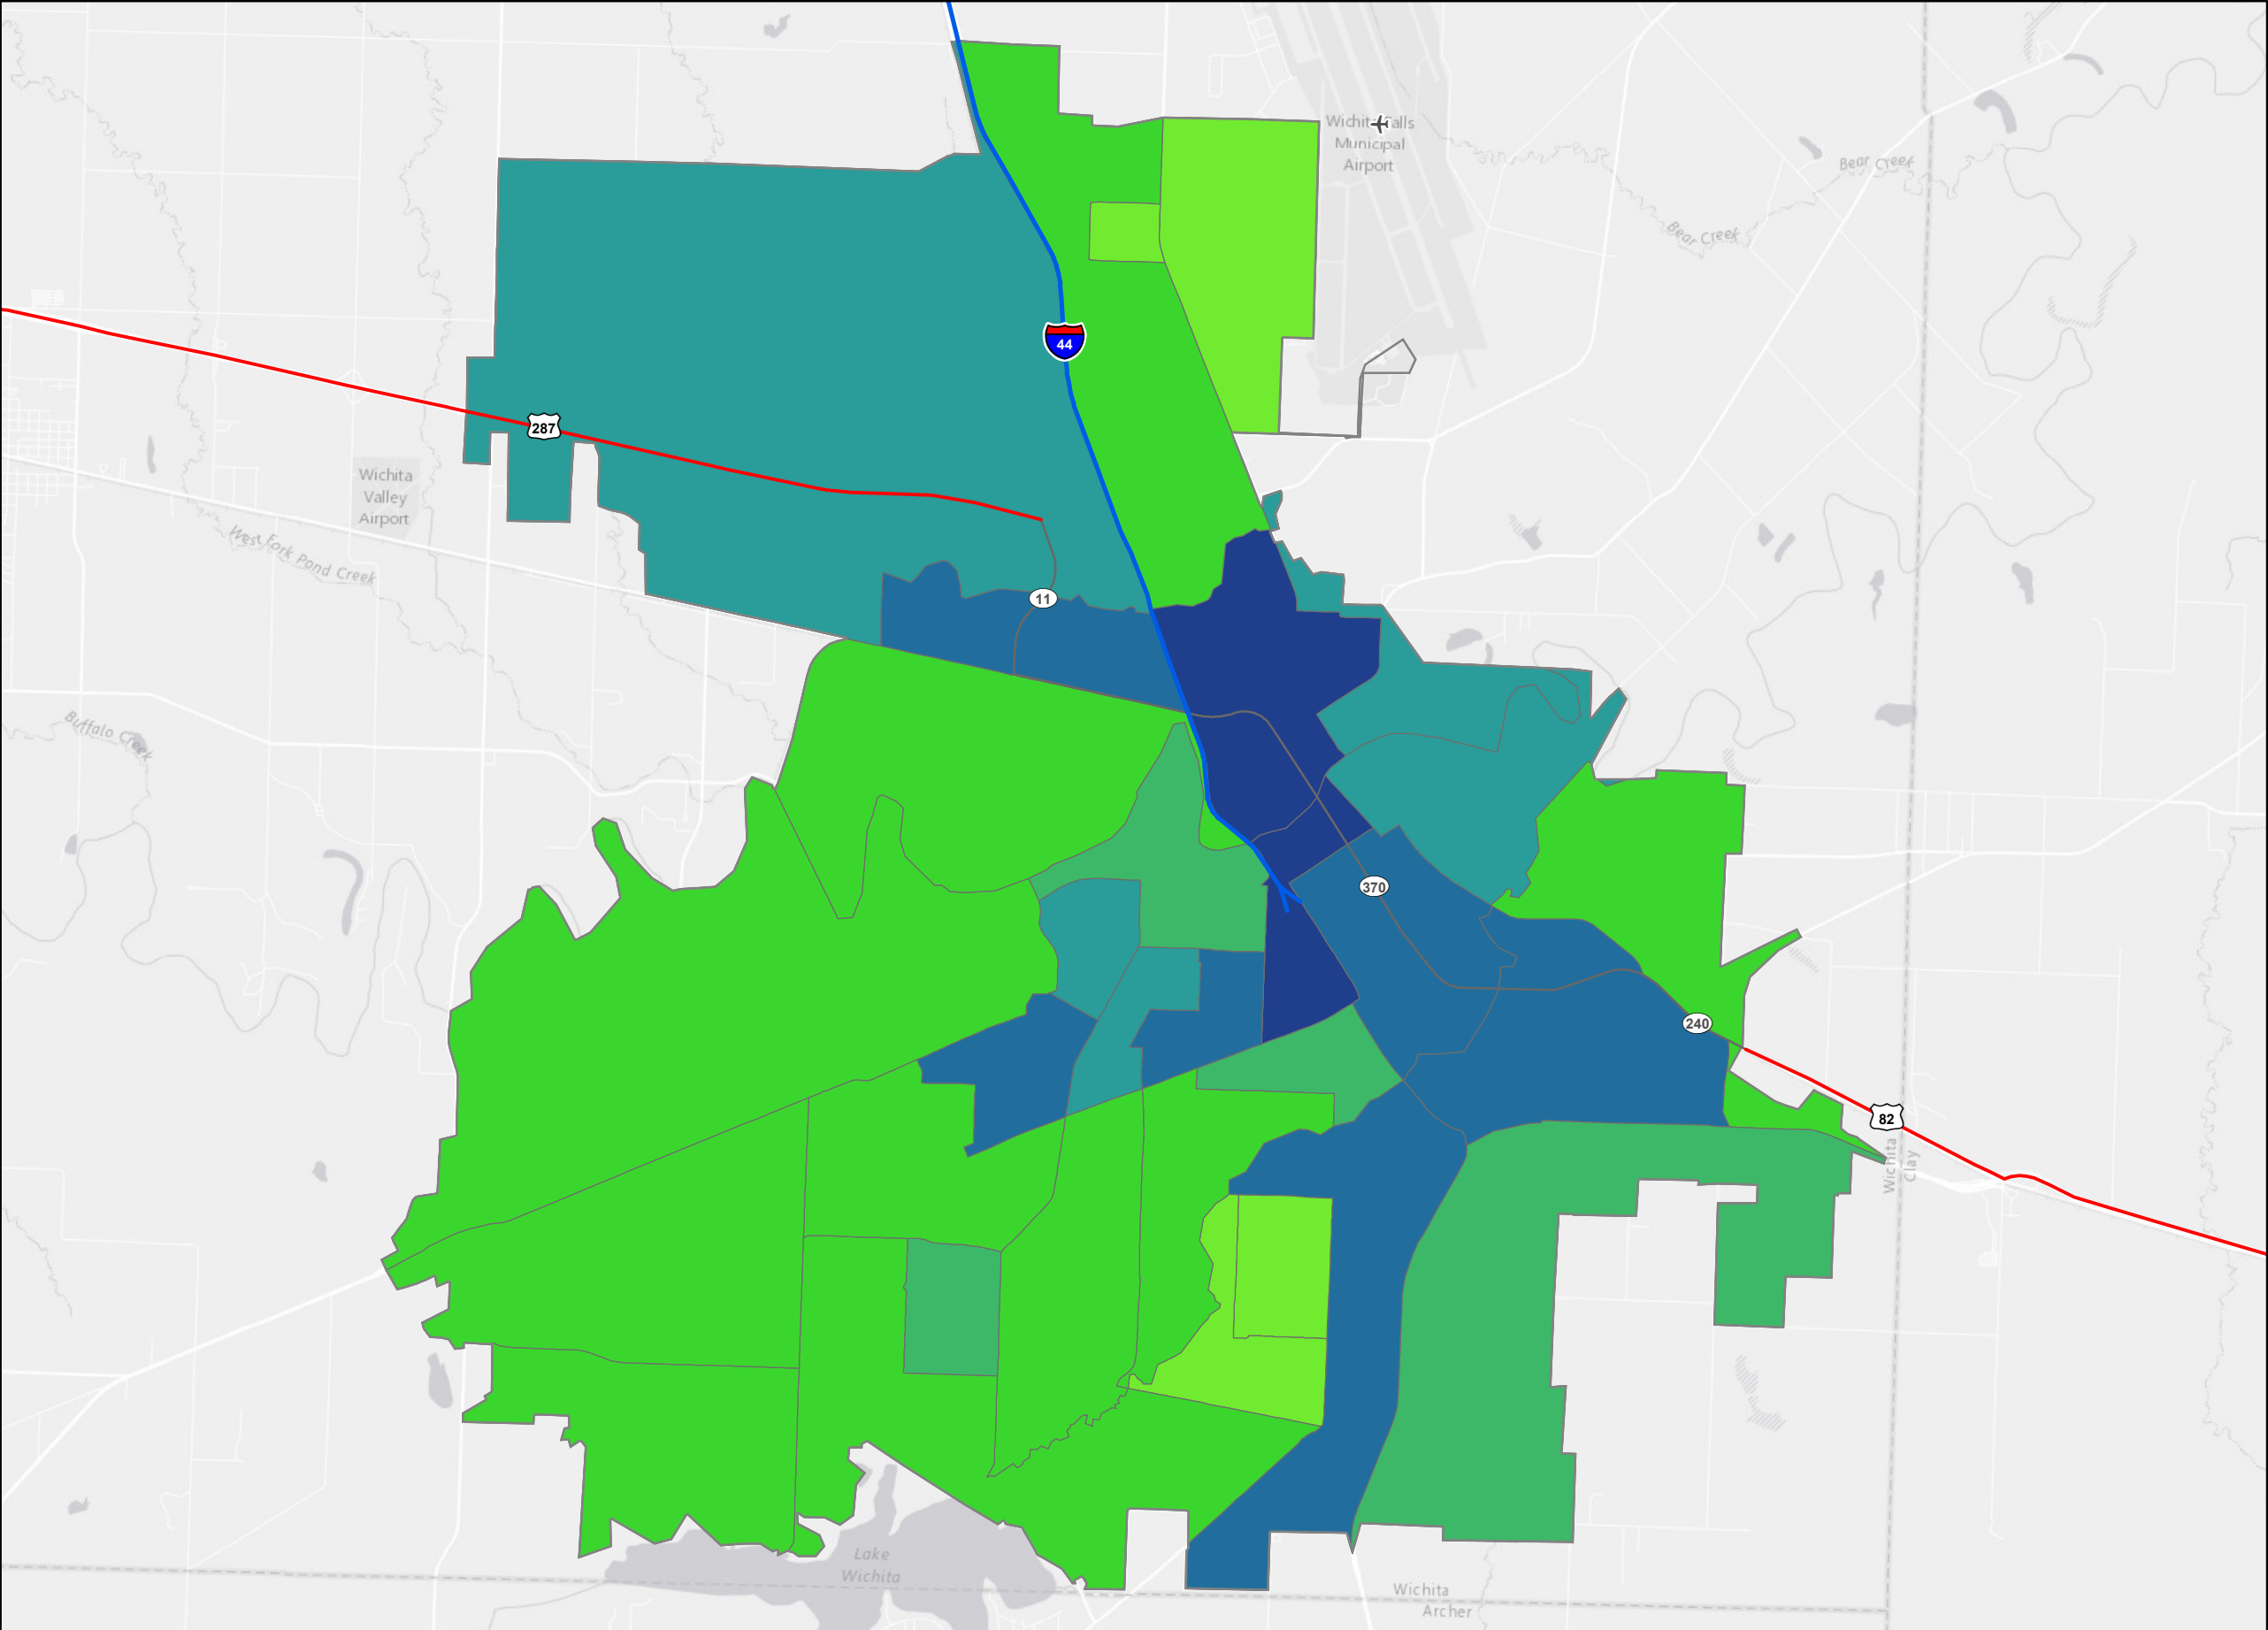 Wichita Falls
Municipal
Airport
Bear Creek
Bear Creek
44
287
Wichita
Valley
Airport
West Fork Pond Creek
11
Buffalo Creek
370
240
82
Wichita
Clay
Lake
Wichita
Wichita
Archer